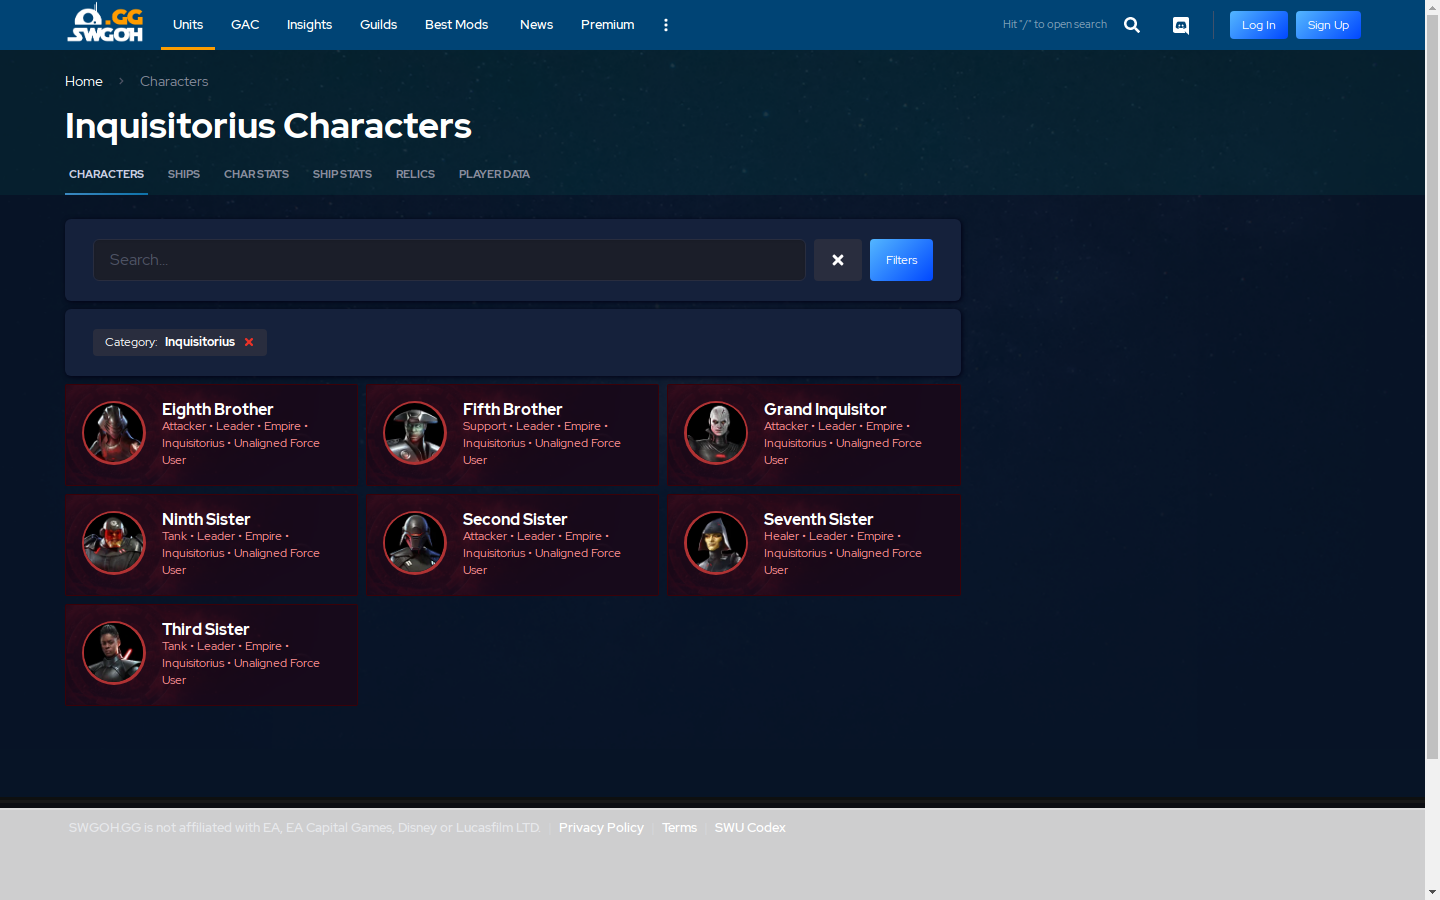 .GG
SWGOH
Units GAC Insights Guilds Best Mods News Premium
Hit "/" to open search
Log In Sign Up
Home Characters
Inquisitorius Characters
CHARACTERS SHIPS CHAR STATS SHIP STATS RELICS PLAYER DATA
Search...
Filters
Category: Inquisitorius
Eighth Brother
Attacker • Leader • Empire •
Inquisitorius • Unaligned Force
User
Fifth Brother
Support • Leader • Empire •
Inquisitorius • Unaligned Force
User
Grand Inquisitor
Attacker • Leader • Empire •
Inquisitorius • Unaligned Force
User
Ninth Sister
Tank • Leader • Empire •
Inquisitorius • Unaligned Force
User
Second Sister
Attacker • Leader • Empire •
Inquisitorius • Unaligned Force
User
Seventh Sister
Healer • Leader • Empire •
Inquisitorius • Unaligned Force
User
Third Sister
Tank • Leader • Empire •
Inquisitorius • Unaligned Force
User
SWGOH.GG is not affiliated with EA, EA Capital Games, Disney or Lucasfilm LTD. | Privacy Policy | Terms | SWU Codex